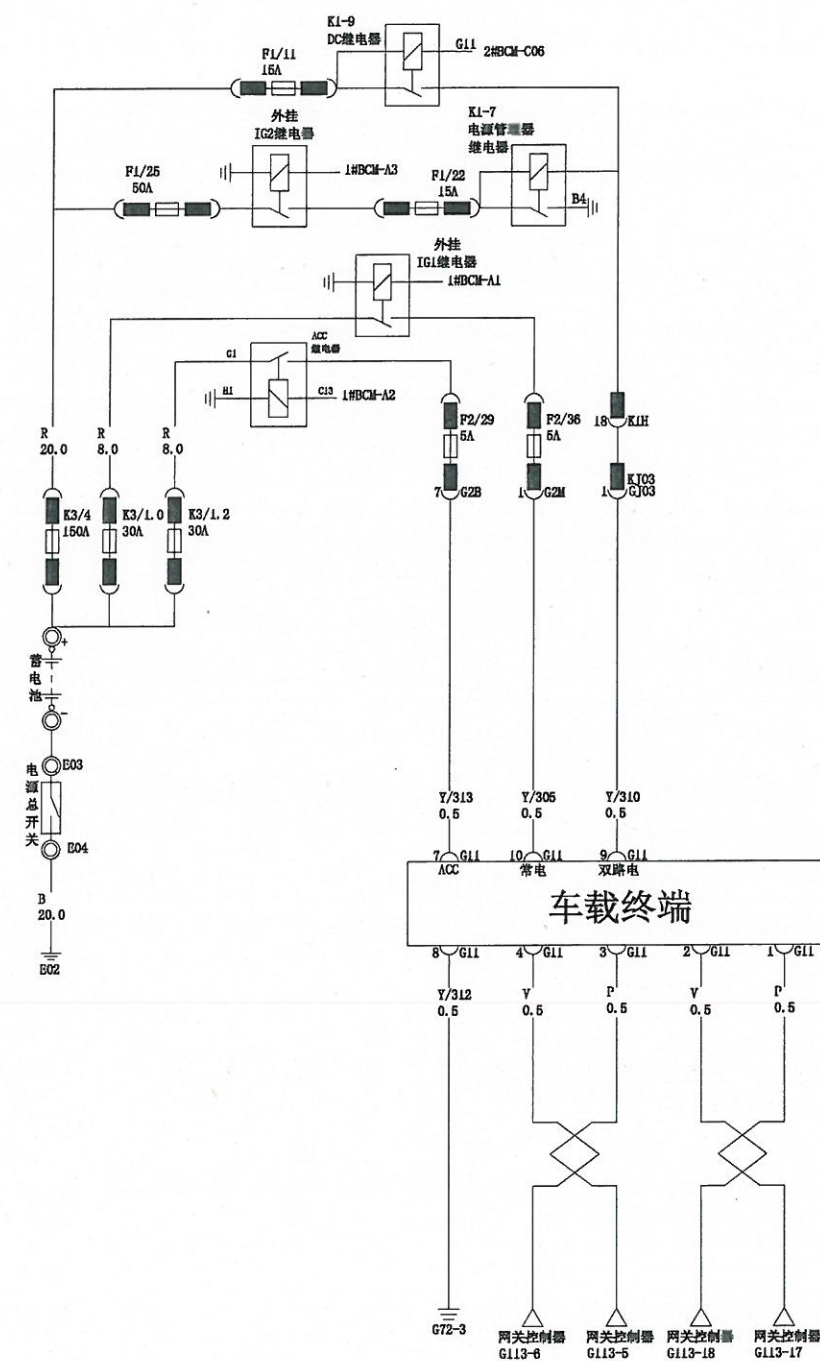 K1-9
DC继电器
G11
2#BCM-C06
F1/11
15A
外挂
IG2继电器
1#BCM-A3
K1-7
电源管理器
继电器
F1/25
50A
F1/22
15A
B4
外挂
IG1继电器
1#BCM-A1
ACC
继电器
G1
H1
C13
1#BCM-A2
F2/29
5A
F2/36
5A
18
K1H
R
20.0
R
8.0
R
8.0
7
G2B
1
G2M
KJ03
1
GJ03
K3/4
150A
K3/1.0
30A
K3/1.2
30A
+
蓄电池
-
E03
电源总开关
E04
B
20.0
E02
Y/313
0.5
Y/305
0.5
Y/310
0.5
7
G11
10
G11
9
G11
ACC
常电
双路电
车载终端
8
G11
4
G11
3
G11
2
G11
1
G11
Y/312
0.5
V
0.5
P
0.5
V
0.5
P
0.5
G72-3
网关控制器
G113-6
网关控制器
G113-5
网关控制器
G113-18
网关控制器
G113-17